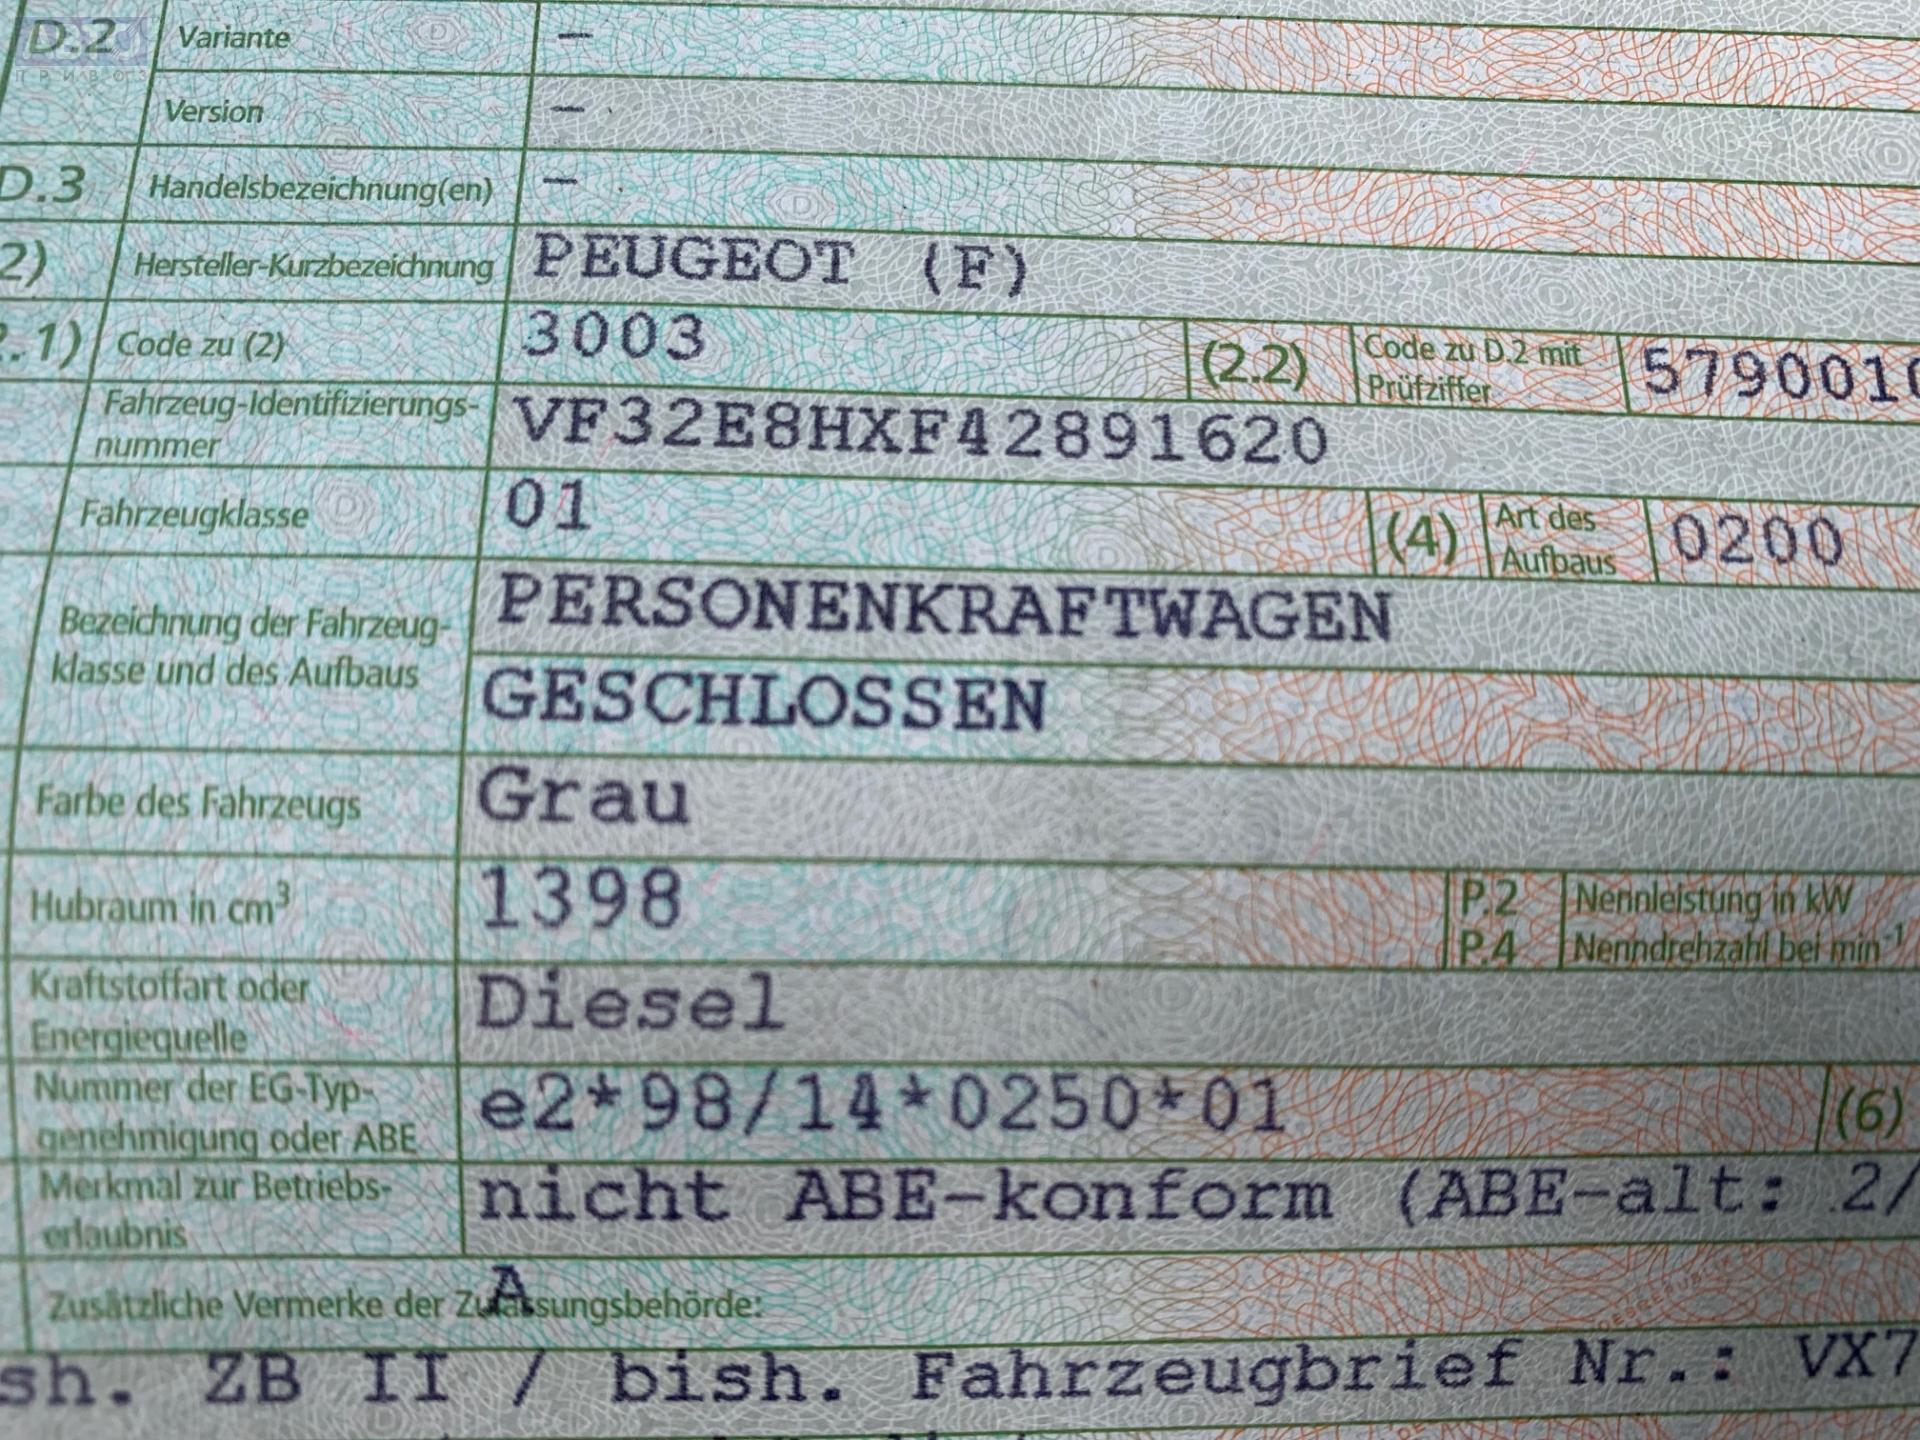 D.2 Variante –
ПРИВОЗ
Version –
D.3 Handelsbezeichnung(en) –
2) Hersteller-Kurzbezeichnung PEUGEOT (F)
.1) Code zu (2) 3003 (2.2) Code zu D.2 mit Prüfziffer 5790010
Fahrzeug-Identifizierungs-
nummer VF32E8HXF42891620
Fahrzeugklasse 01 (4) Art des Aufbaus 0200
Bezeichnung der Fahrzeug- PERSONENKRAFTWAGEN
klasse und des Aufbaus GESCHLOSSEN
Farbe des Fahrzeugs Grau
Hubraum in cm³ 1398 P.2 Nennleistung in kW
P.4 Nenndrehzahl bei min⁻¹
Kraftstoffart oder
Energiequelle Diesel
Nummer der EG-Typ-
genehmigung oder ABE e2*98/14*0250*01 (6)
Merkmal zur Betriebs-
erlaubnis nicht ABE-konform (ABE-alt: 2/
A
Zusätzliche Vermerke der Zulassungsbehörde:
sh. ZB II / bish. Fahrzeugbrief Nr.: VX7